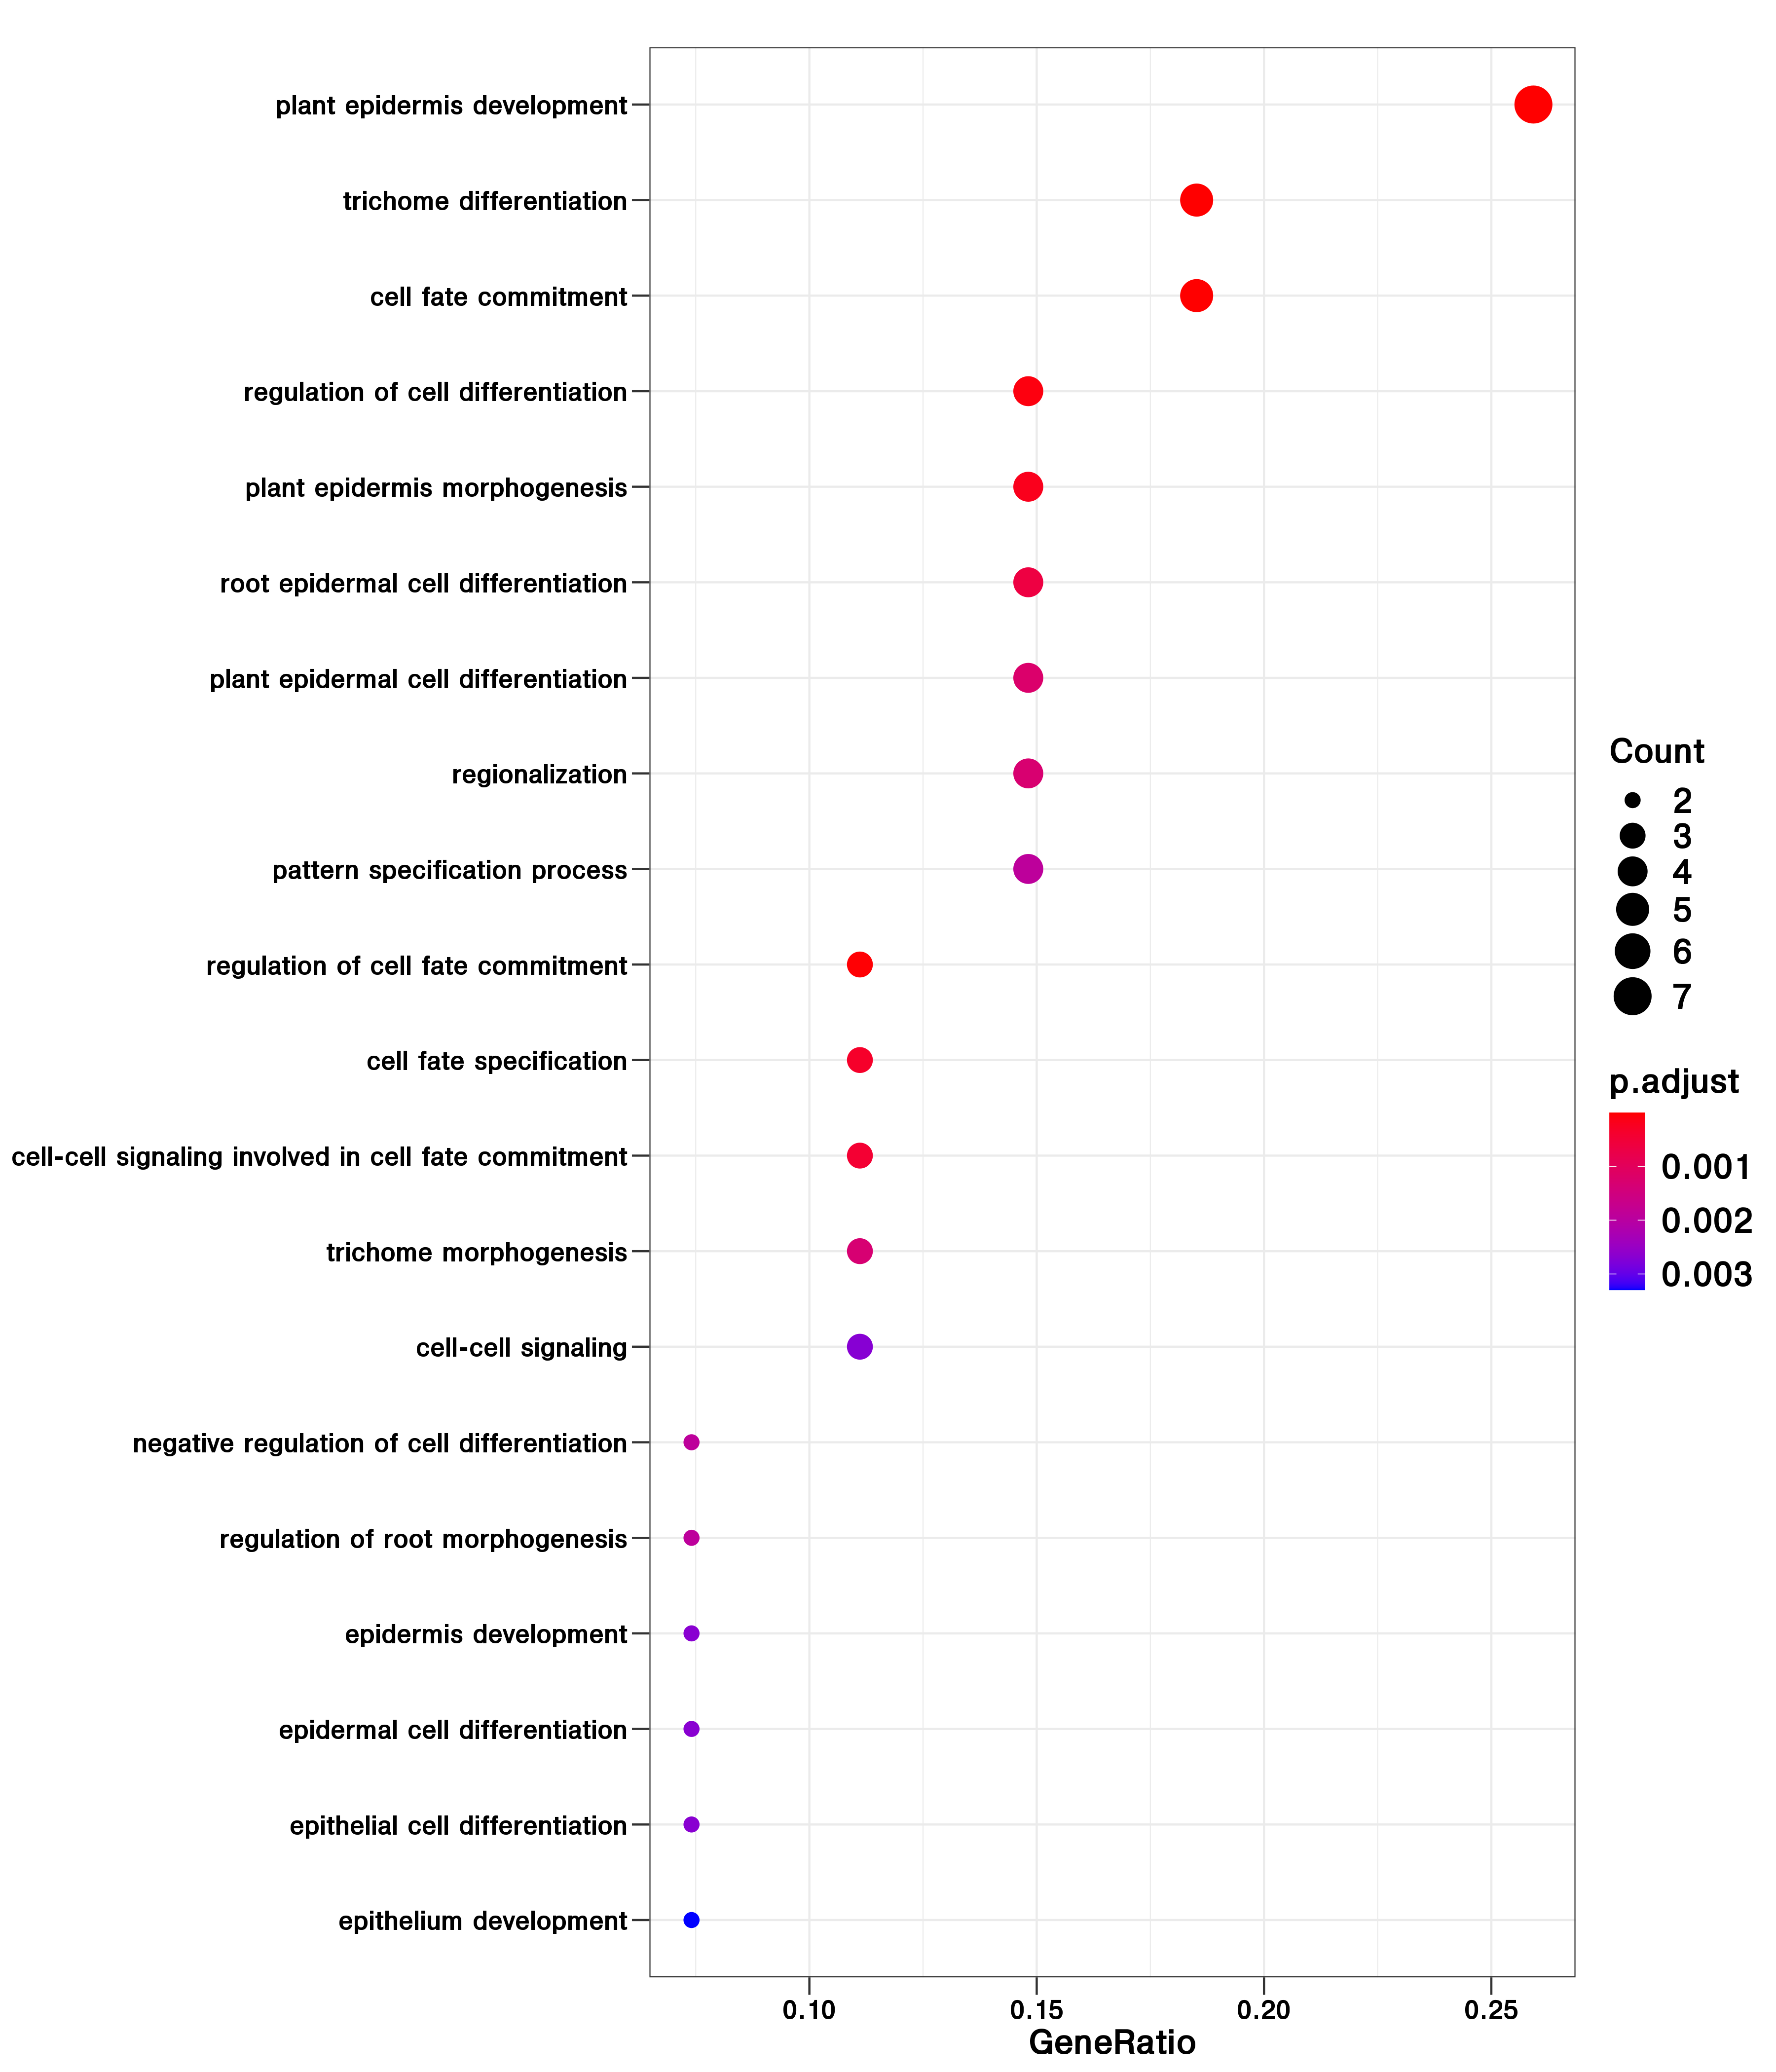 plant epidermis development
trichome differentiation
cell fate commitment
regulation of cell differentiation
plant epidermis morphogenesis
root epidermal cell differentiation
plant epidermal cell differentiation
regionalization
pattern specification process
regulation of cell fate commitment
cell fate specification
cell-cell signaling involved in cell fate commitment
trichome morphogenesis
cell-cell signaling
negative regulation of cell differentiation
regulation of root morphogenesis
epidermis development
epidermal cell differentiation
epithelial cell differentiation
epithelium development
0.10 0.15 0.20 0.25
GeneRatio
Count
2
3
4
5
6
7
p.adjust
0.001
0.002
0.003